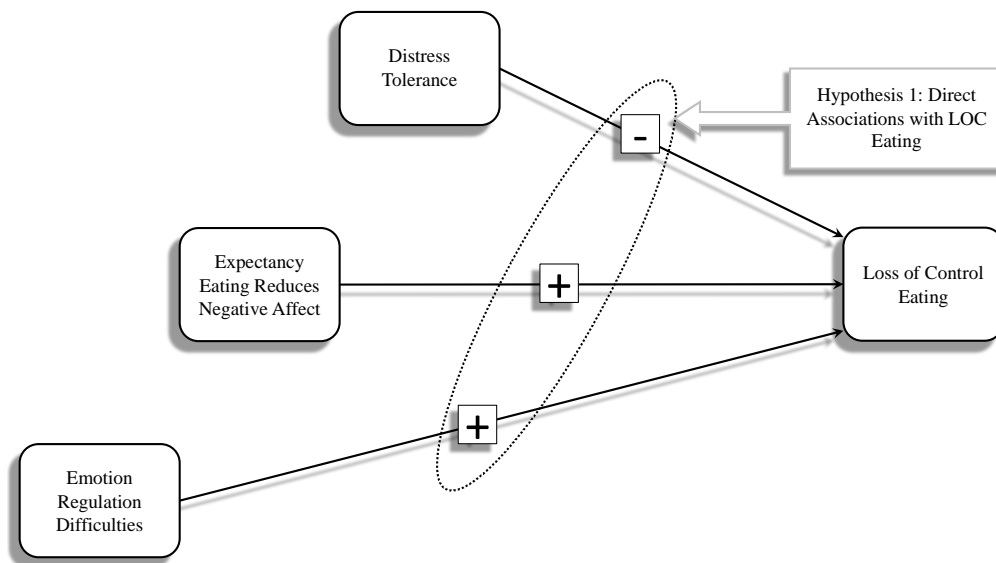 Distress
Tolerance
Hypothesis 1: Direct
Associations with LOC
Eating
-
Expectancy
Eating Reduces
Negative Affect
+
Loss of Control
Eating
+
Emotion
Regulation
Difficulties